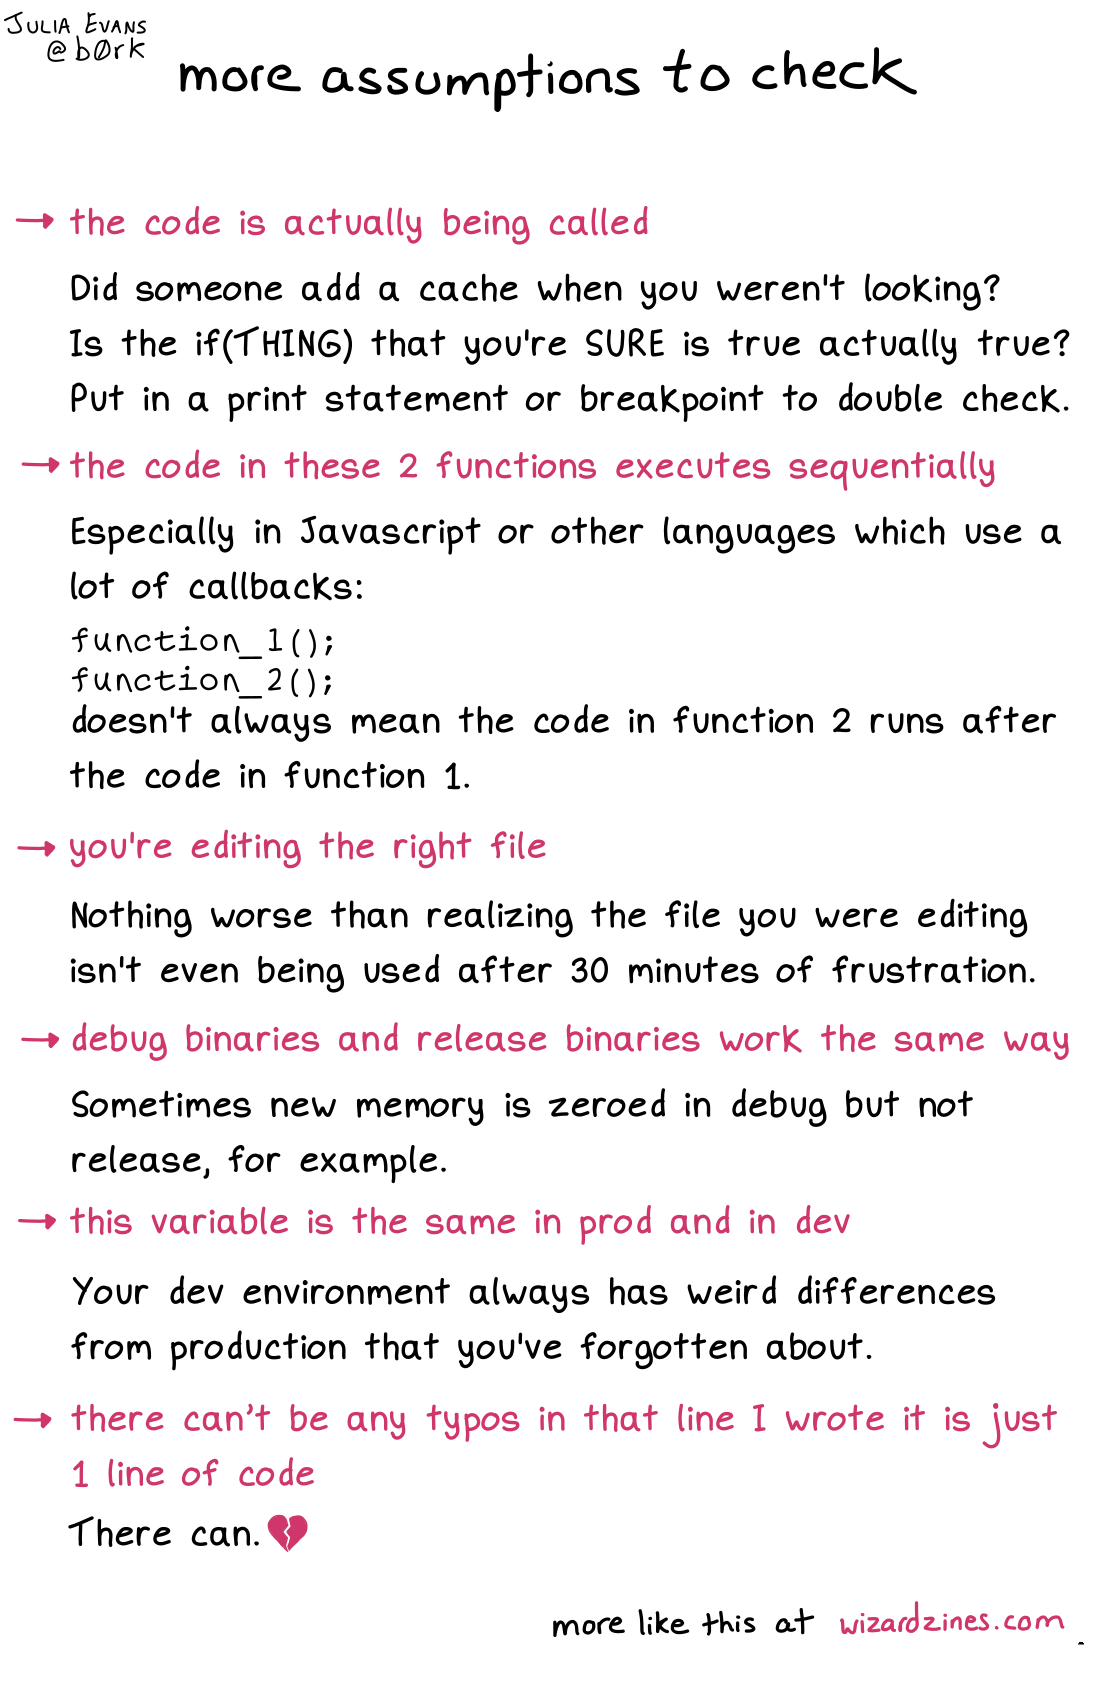 JULIA EVANS
@b0rk
more assumptions to check
→ the code is actually being called
Did someone add a cache when you weren't looking?
Is the if(THING) that you're SURE is true actually true?
Put in a print statement or breakpoint to double check.
→ the code in these 2 functions executes sequentially
Especially in Javascript or other languages which use a
lot of callbacks:
function_1();
function_2();
doesn't always mean the code in function 2 runs after
the code in function 1.
→ you're editing the right file
Nothing worse than realizing the file you were editing
isn't even being used after 30 minutes of frustration.
→ debug binaries and release binaries work the same way
Sometimes new memory is zeroed in debug but not
release, for example.
→ this variable is the same in prod and in dev
Your dev environment always has weird differences
from production that you've forgotten about.
→ there can't be any typos in that line I wrote it is just
1 line of code
There can.💔
more like this at wizardzines.com